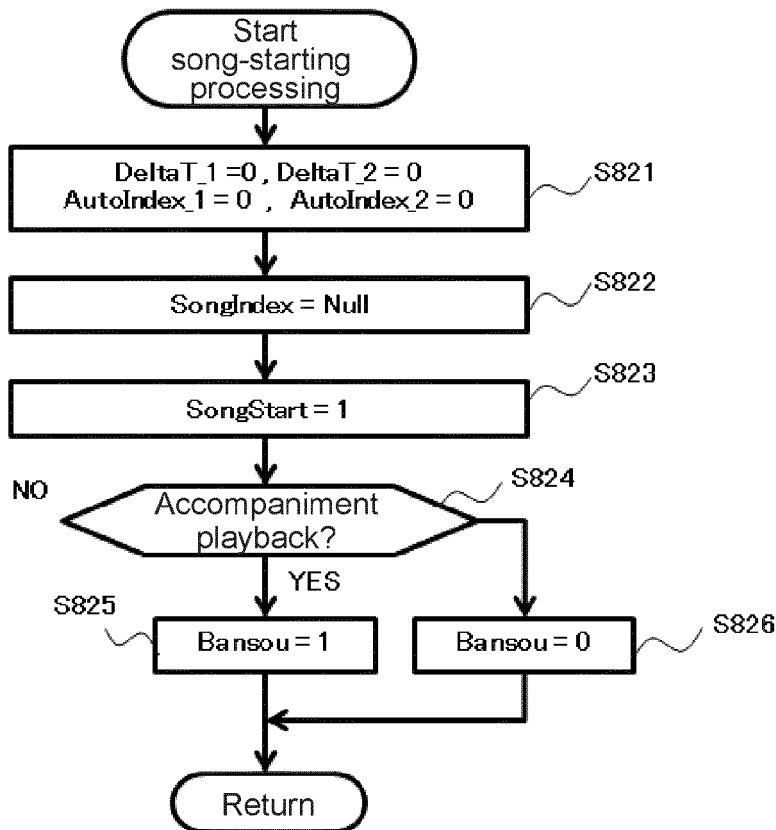 Start
song-starting
processing
DeltaT_1 =0 , DeltaT_2 = 0
AutoIndex_1 = 0 , AutoIndex_2 = 0
S821
SongIndex = Null
S822
SongStart = 1
S823
NO
Accompaniment
playback?
S824
YES
S825
Bansou = 1
Bansou = 0
S826
Return